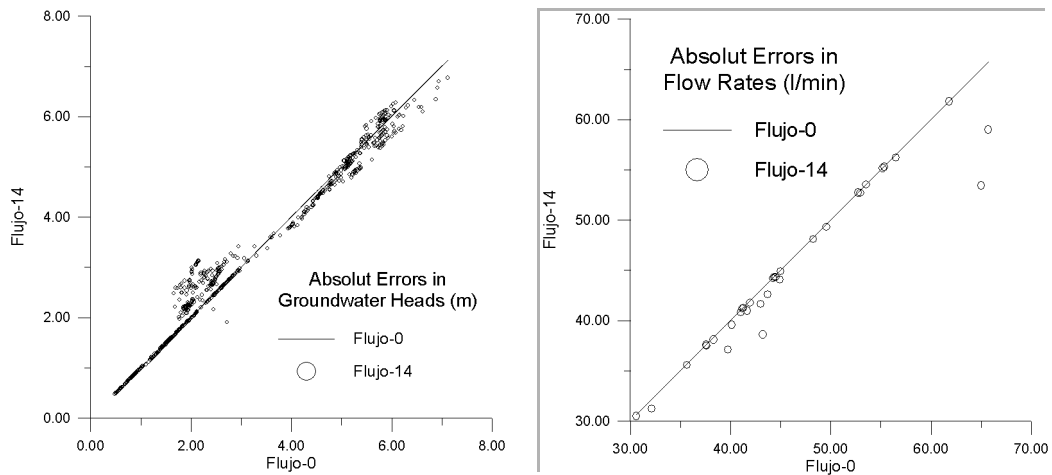 8.00
6.00
4.00
2.00
0.00
Flujo-14
0.00 2.00 4.00 6.00 8.00
Flujo-0
Absolut Errors in
Groundwater Heads (m)
Flujo-0
Flujo-14
70.00
60.00
50.00
40.00
30.00
Flujo-14
30.00 40.00 50.00 60.00 70.00
Flujo-0
Absolut Errors in
Flow Rates (l/min)
Flujo-0
Flujo-14